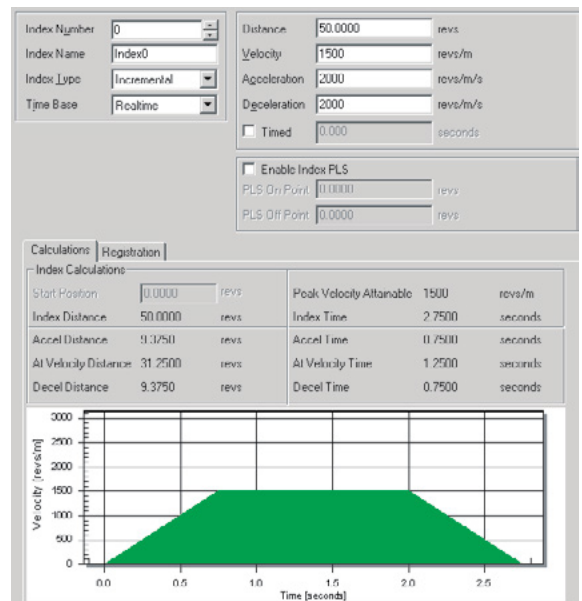 Index Number 0
Index Name Index0
Index Type Incremental
Time Base Realtime
Distance 50.0000 revs
Velocity 1500 revs/m
Acceleration 2000 revs/m/s
Deceleration 2000 revs/m/s
Timed 0.000 seconds
Enable Index PLS
PLS On Point 0.0000 revs
PLS Off Point 0.0000 revs
Calculations Registration
Index Calculations
Start Position 0.0000 revs
Index Distance 50.0000 revs
Accel Distance 9.3750 revs
At Velocity Distance 31.2500 revs
Decel Distance 9.3750 revs
Peak Velocity Attainable 1500 revs/m
Index Time 2.7500 seconds
Accel Time 0.7500 seconds
At Velocity Time 1.2500 seconds
Decel Time 0.7500 seconds
Velocity [revs/m]
3000
2500
2000
1500
1000
500
0
0.0 0.5 1.0 1.5 2.0 2.5
Time [seconds]